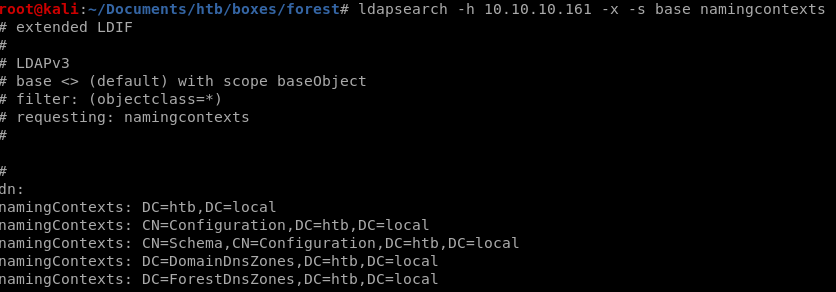 root@kali:~/Documents/htb/boxes/forest# ldapsearch -h 10.10.10.161 -x -s base namingcontexts
# extended LDIF
#
# LDAPv3
# base <> (default) with scope baseObject
# filter: (objectclass=*)
# requesting: namingcontexts
#

#
dn:
namingContexts: DC=htb,DC=local
namingContexts: CN=Configuration,DC=htb,DC=local
namingContexts: CN=Schema,CN=Configuration,DC=htb,DC=local
namingContexts: DC=DomainDnsZones,DC=htb,DC=local
namingContexts: DC=ForestDnsZones,DC=htb,DC=local